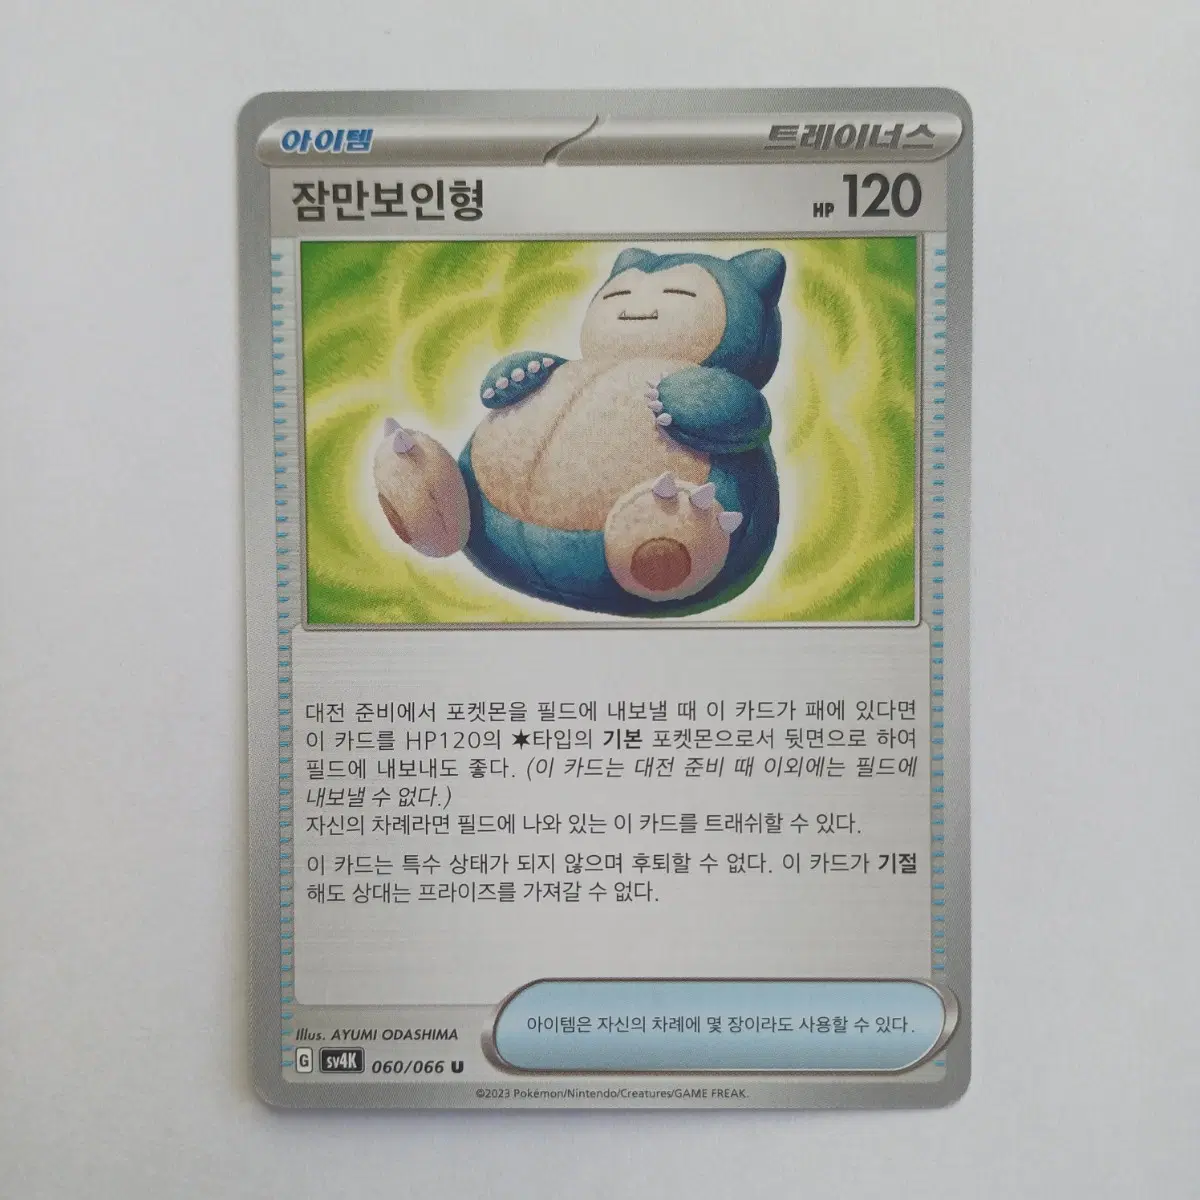 아이템
트레이너스
잠만보인형
HP 120
대전 준비에서 포켓몬을 필드에 내보낼 때 이 카드가 패에 있다면
이 카드를 HP120의 ✶타입의 기본 포켓몬으로서 뒷면으로 하여
필드에 내보내도 좋다. (이 카드는 대전 준비 때 이외에는 필드에
내보낼 수 없다.)
자신의 차례라면 필드에 나와 있는 이 카드를 트래쉬할 수 있다.
이 카드는 특수 상태가 되지 않으며 후퇴할 수 없다. 이 카드가 기절
해도 상대는 프라이즈를 가져갈 수 없다.
아이템은 자신의 차례에 몇 장이라도 사용할 수 있다.
Illus. AYUMI ODASHIMA
G sv4K 060/066 U
©2023 Pokémon/Nintendo/Creatures/GAME FREAK.